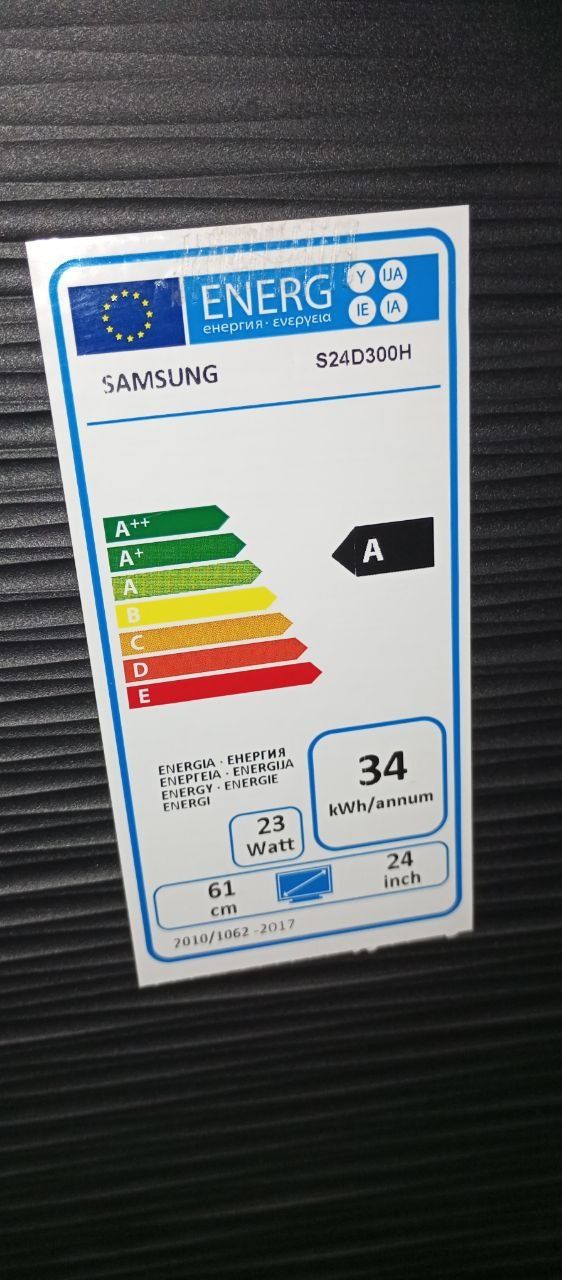 ENERG Y IJA
енергия · ενεργεια IE IA
SAMSUNG S24D300H
A++
A+
A
A
B
C
D
E
ENERGIA · ЕНЕРГИЯ
ΕΝΕΡΓΕΙΑ · ENERGIJA
ENERGY · ENERGIE
ENERGI
34
kWh/annum
23
Watt
61
cm
24
inch
2010/1062 -2017